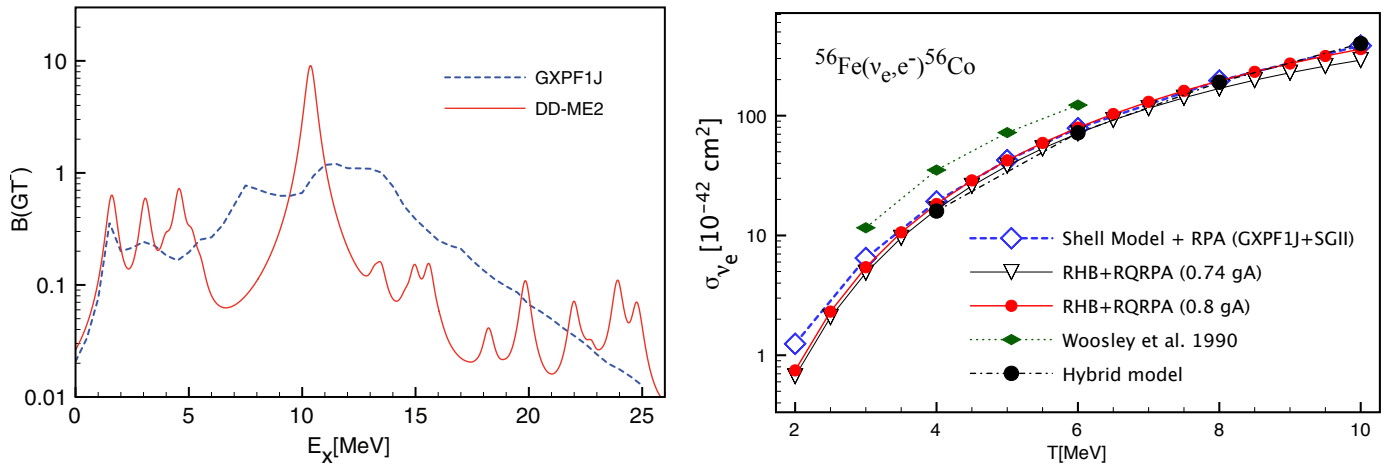 10
1
0.1
0.01
B(GT⁻)
0 5 10 15 20 25
Eₓ[MeV]
GXPF1J
DD-ME2
⁵⁶Fe(νₑ,e⁻)⁵⁶Co
100
10
1
σνₑ[10⁻⁴² cm²]
2 4 6 8 10
T[MeV]
Shell Model + RPA (GXPF1J+SGII)
RHB+RQRPA (0.74 gA)
RHB+RQRPA (0.8 gA)
Woosley et al. 1990
Hybrid model